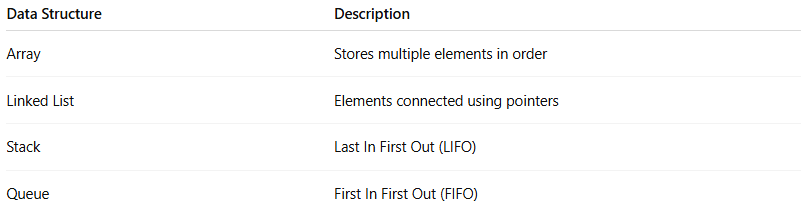 Data Structure Description
Array Stores multiple elements in order
Linked List Elements connected using pointers
Stack Last In First Out (LIFO)
Queue First In First Out (FIFO)